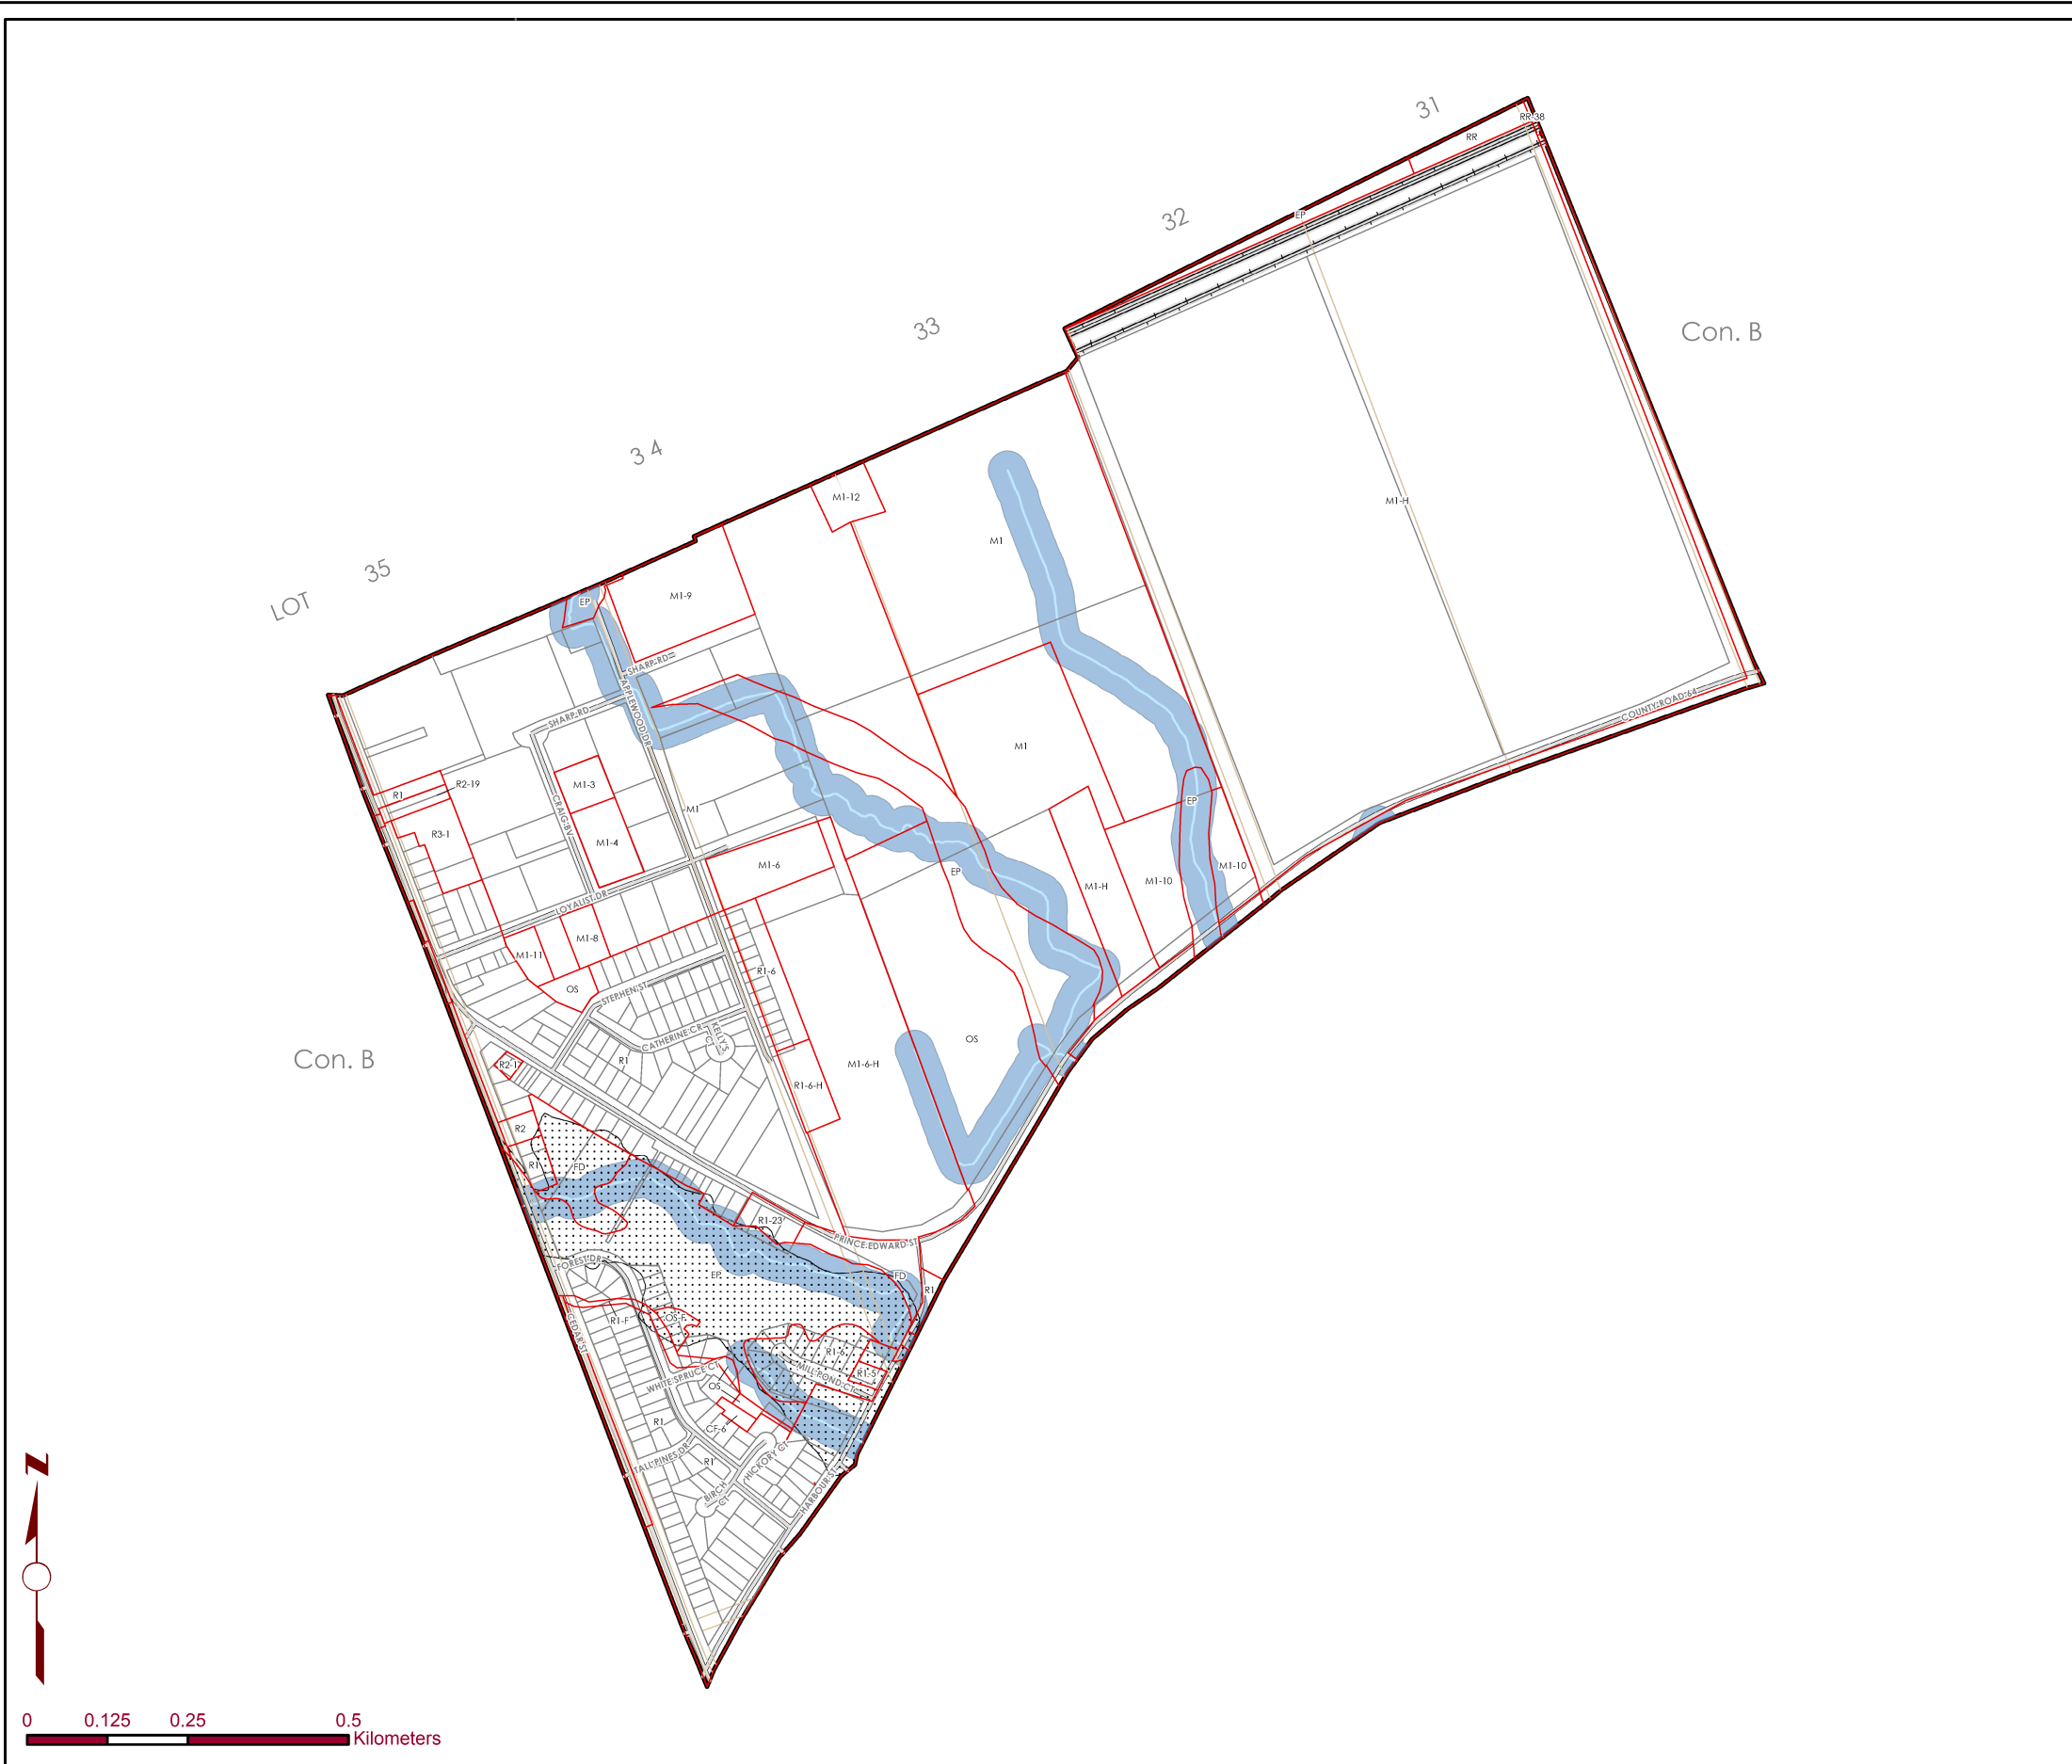 31
RR-38
RR
32
EP
33
Con. B
34
M1-12
M1-H
M1
35
LOT
EP
M1-9
SHARP RD
APPLEWOOD DR
SHARP RD
COUNTY ROAD 64
M1
R2-19
R1
M1-3
CRAIG BV
M1
EP
R3-1
M1-4
M1-6
EP
M1-10
M1-H
M1-10
LOYALIST DR
M1-8
M1-11
R1-6
OS
STEPHEN ST
CATHERINE CR
KELLY'S CT
OS
Con. B
R1
R2-1
M1-6-H
R1-6-H
R2
R1
FD
R1-23
PRINCE EDWARD ST
FOREST DR
EP
FD
R1
CEDAR ST
R1-F
OS-F
R1-6
MILL POND CT
R1-5
WHITE SPRUCE CT
OS
R1
CF-6
TALL PINES DR
R1
HICKORY CT
BIRCH CT
HARBOUR ST
N
0
0.125
0.25
0.5
Kilometers